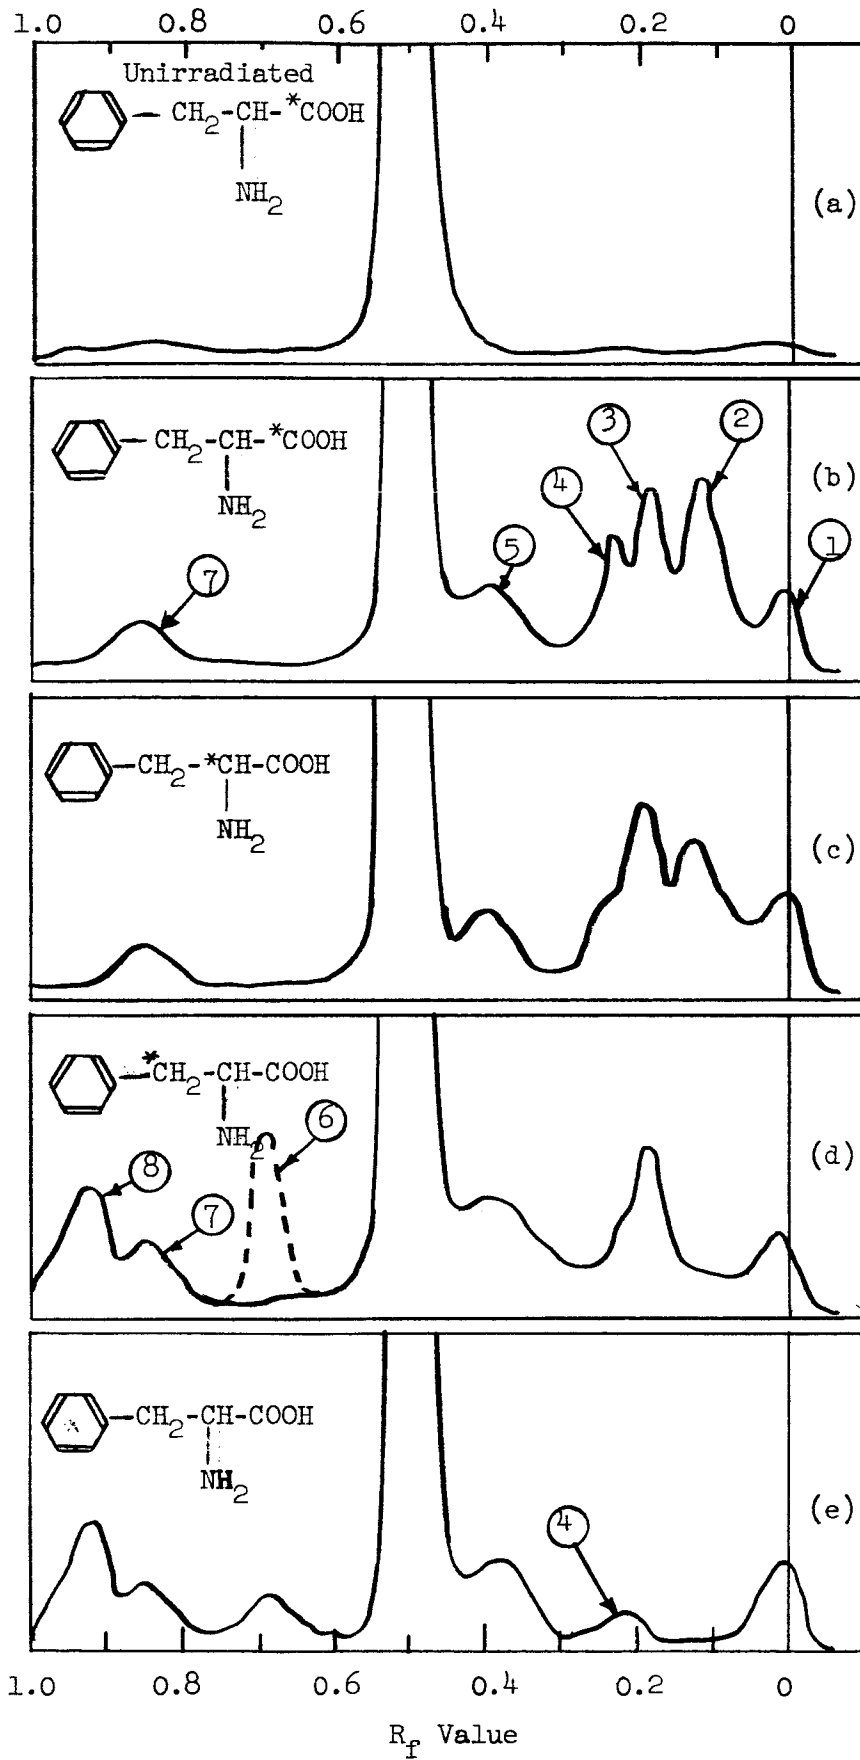 1.0 0.8 0.6 0.4 0.2 0
Unirradiated
CH2-CH-*COOH
NH2
(a)
CH2-CH-*COOH
NH2
(b)
7
5
4
3
2
1
CH2-*CH-COOH
NH2
(c)
*CH2-CH-COOH
NH2
(d)
8
7
6
CH2-CH-COOH
*
NH2
(e)
4
1.0 0.8 0.6 0.4 0.2 0
Rf Value